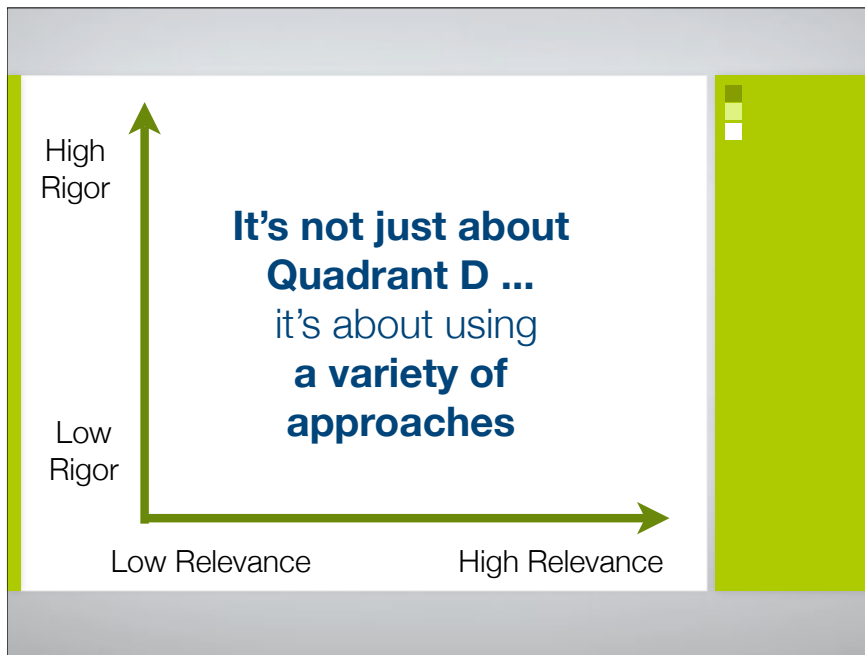 High
Rigor
It’s not just about
Quadrant D ...
it’s about using
a variety of
approaches
Low
Rigor
Low Relevance
High Relevance